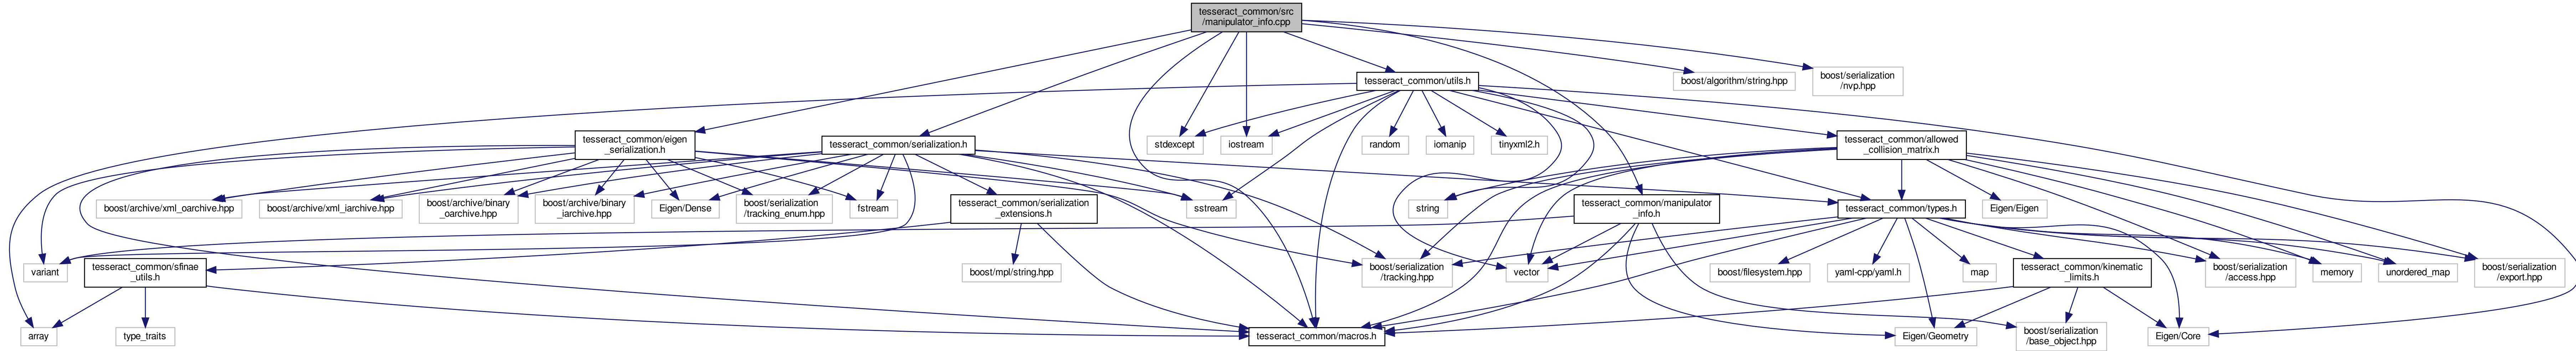 tesseract_common/src
/manipulator_info.cpp
tesseract_common/utils.h
boost/algorithm/string.hpp
boost/serialization
/nvp.hpp
tesseract_common/eigen
_serialization.h
tesseract_common/serialization.h
stdexcept
iostream
random
iomanip
tinyxml2.h
tesseract_common/allowed
_collision_matrix.h
boost/archive/xml_oarchive.hpp
boost/archive/xml_iarchive.hpp
boost/archive/binary
_oarchive.hpp
boost/archive/binary
_iarchive.hpp
Eigen/Dense
boost/serialization
/tracking_enum.hpp
fstream
tesseract_common/serialization
_extensions.h
sstream
string
tesseract_common/manipulator
_info.h
tesseract_common/types.h
Eigen/Eigen
variant
tesseract_common/sfinae
_utils.h
boost/mpl/string.hpp
boost/serialization
/tracking.hpp
vector
boost/filesystem.hpp
yaml-cpp/yaml.h
map
tesseract_common/kinematic
_limits.h
boost/serialization
/access.hpp
memory
unordered_map
boost/serialization
/export.hpp
array
type_traits
tesseract_common/macros.h
Eigen/Geometry
boost/serialization
/base_object.hpp
Eigen/Core